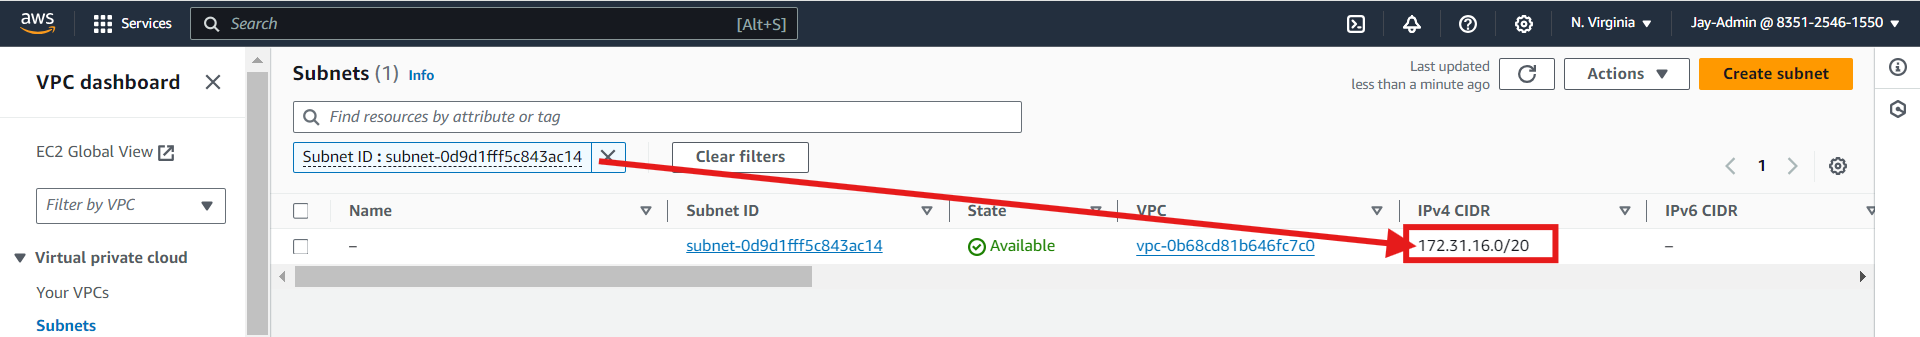 aws
Services
Search
[Alt+S]
N. Virginia
Jay-Admin @ 8351-2546-1550
VPC dashboard
EC2 Global View
Filter by VPC
Virtual private cloud
Your VPCs
Subnets
Subnets (1) Info
Last updated
less than a minute ago
Actions
Create subnet
Find resources by attribute or tag
Subnet ID : subnet-0d9d1fff5c843ac14
Clear filters
1
Name Subnet ID State VPC IPv4 CIDR IPv6 CIDR
– subnet-0d9d1fff5c843ac14 Available vpc-0b68cd81b646fc7c0 172.31.16.0/20 –